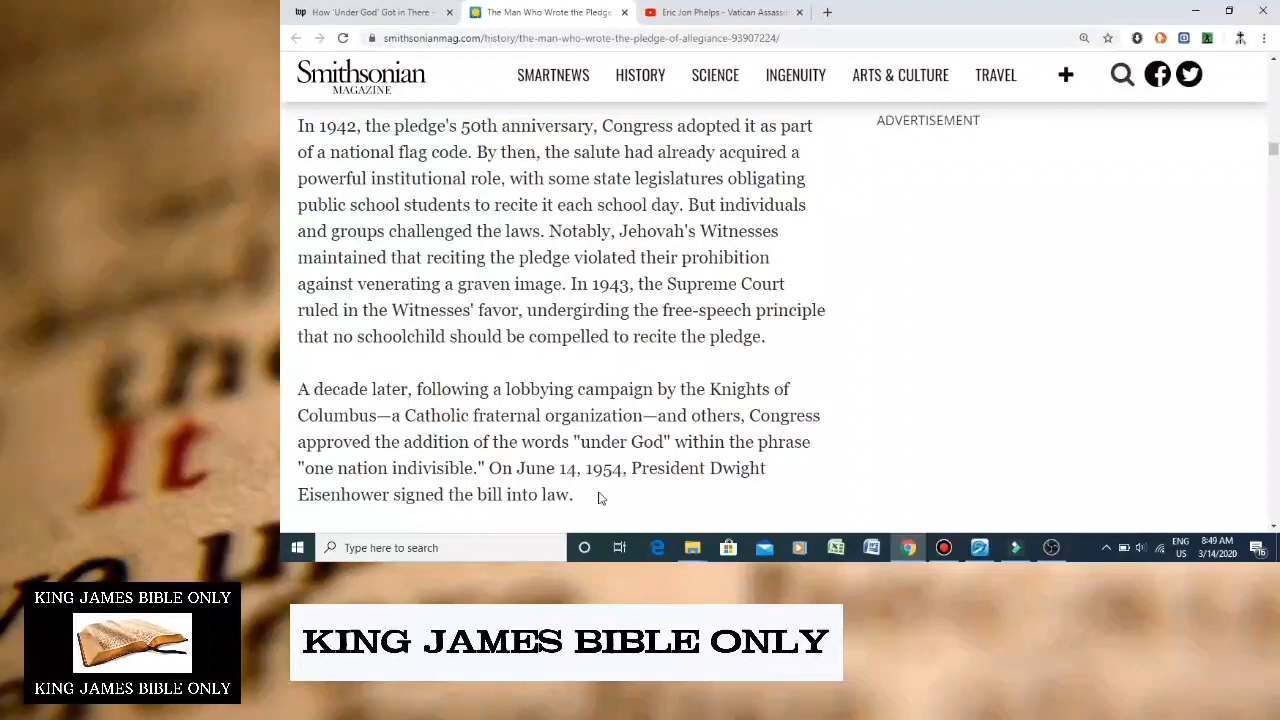 How 'Under God' Got in There –
The Man Who Wrote the Pledge
Eric Jon Phelps - Vatican Assassi
smithsonianmag.com/history/the-man-who-wrote-the-pledge-of-allegiance-93907224/
Smithsonian
MAGAZINE
SMARTNEWS HISTORY SCIENCE INGENUITY ARTS & CULTURE TRAVEL
In 1942, the pledge's 50th anniversary, Congress adopted it as part
of a national flag code. By then, the salute had already acquired a
powerful institutional role, with some state legislatures obligating
public school students to recite it each school day. But individuals
and groups challenged the laws. Notably, Jehovah's Witnesses
maintained that reciting the pledge violated their prohibition
against venerating a graven image. In 1943, the Supreme Court
ruled in the Witnesses' favor, undergirding the free-speech principle
that no schoolchild should be compelled to recite the pledge.
A decade later, following a lobbying campaign by the Knights of
Columbus—a Catholic fraternal organization—and others, Congress
approved the addition of the words "under God" within the phrase
"one nation indivisible." On June 14, 1954, President Dwight
Eisenhower signed the bill into law.
ADVERTISEMENT
It
Type here to search
ENG
US
8:49 AM
3/14/2020
16
KING JAMES BIBLE ONLY
KING JAMES BIBLE ONLY
KING JAMES BIBLE ONLY